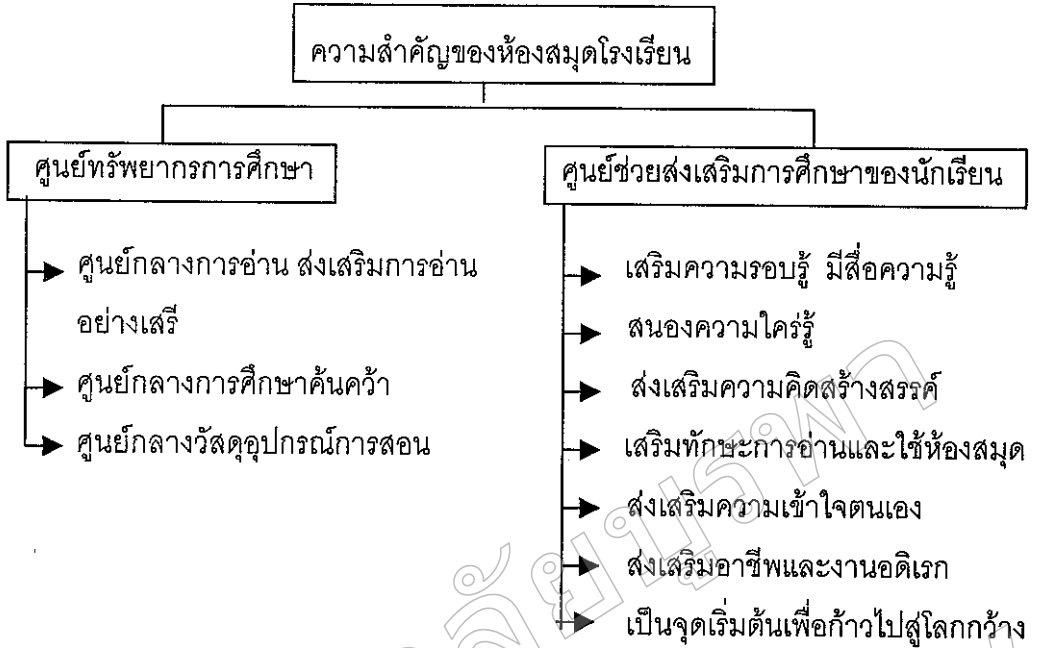 ความสำคัญของห้องสมุดโรงเรียน
ศูนย์ทรัพยากรการศึกษา
ศูนย์กลางการอ่าน ส่งเสริมการอ่าน
อย่างเสรี
ศูนย์กลางการศึกษาค้นคว้า
ศูนย์กลางวัสดุอุปกรณ์การสอน
ศูนย์ช่วยส่งเสริมการศึกษาของนักเรียน
เสริมความรอบรู้ มีสื่อความรู้
สนองความใคร่รู้
ส่งเสริมความคิดสร้างสรรค์
เสริมทักษะการอ่านและใช้ห้องสมุด
ส่งเสริมความเข้าใจตนเอง
ส่งเสริมอาชีพและงานอดิเรก
เป็นจุดเริ่มต้นเพื่อก้าวไปสู่โลกกว้าง